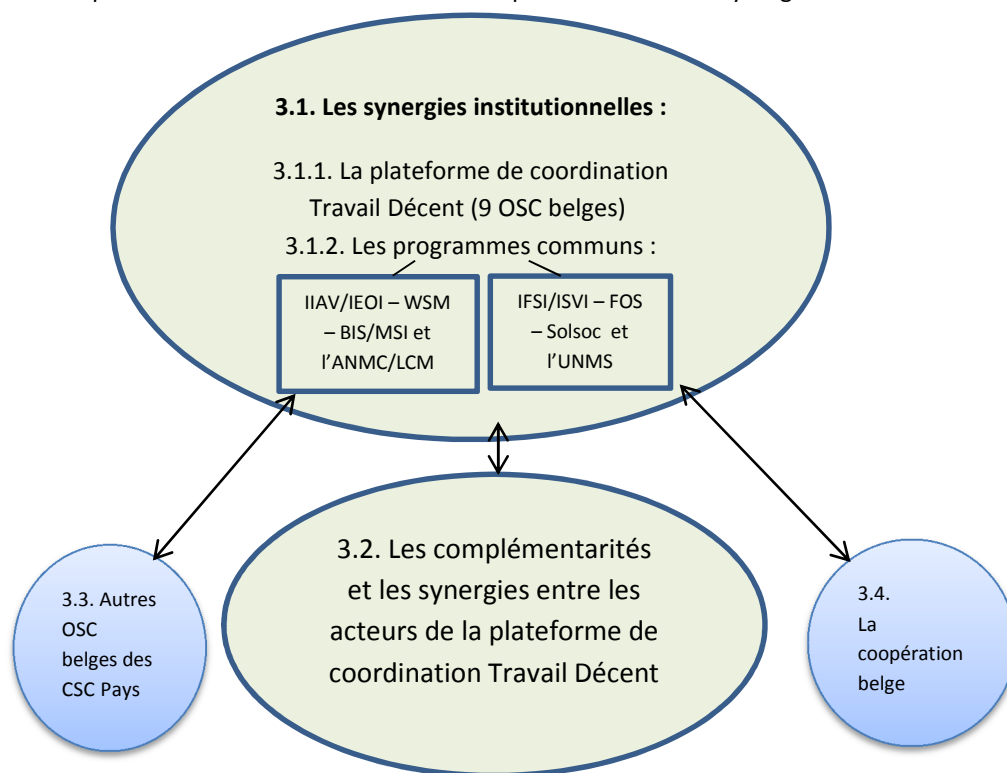 3.1. Les synergies institutionnelles :
3.1.1. La plateforme de coordination
Travail Décent (9 OSC belges)
3.1.2. Les programmes communs :
IIAV/IEOI – WSM
– BIS/MSI et
l'ANMC/LCM
IFSI/ISVI – FOS
– Solsoc et
l'UNMS
3.2. Les complémentarités
et les synergies entre les
acteurs de la plateforme de
coordination Travail Décent
3.3. Autres
OSC
belges des
CSC Pays
3.4.
La
coopération
belge